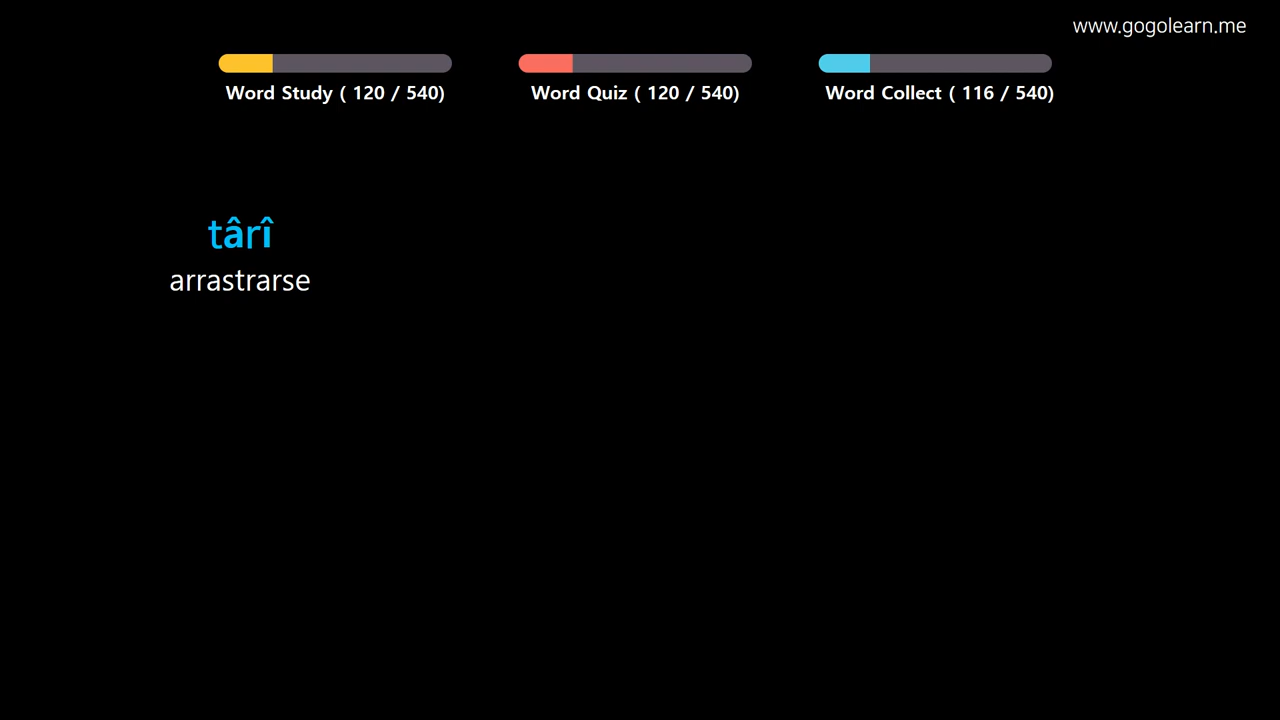 www.gogolearn.me
Word Study ( 120 / 540)
Word Quiz ( 120 / 540)
Word Collect ( 116 / 540)
târî
arrastrarse